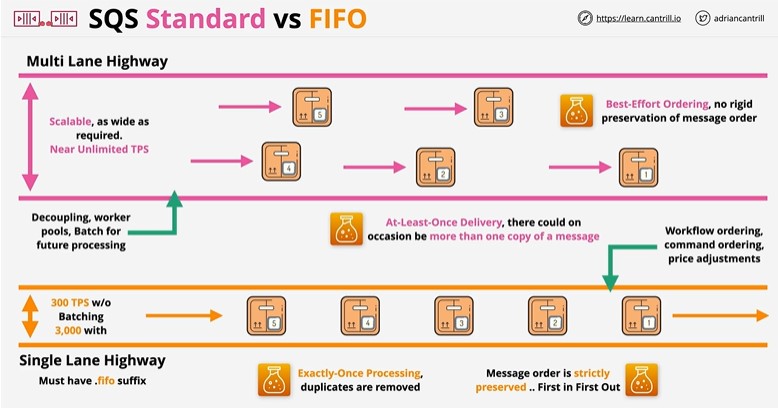 SQS Standard vs FIFO
https://learn.cantrill.io
adriancantrill
Multi Lane Highway
Scalable, as wide as
required.
Near Unlimited TPS
5
3
Best-Effort Ordering, no rigid
preservation of message order
4
2
1
Decoupling, worker
pools, Batch for
future processing
At-Least-Once Delivery, there could on
occasion be more than one copy of a message
Workflow ordering,
command ordering,
price adjustments
300 TPS w/o
Batching
3,000 with
5
4
3
2
1
Single Lane Highway
Must have .fifo suffix
Exactly-Once Processing,
duplicates are removed
Message order is strictly
preserved .. First in First Out